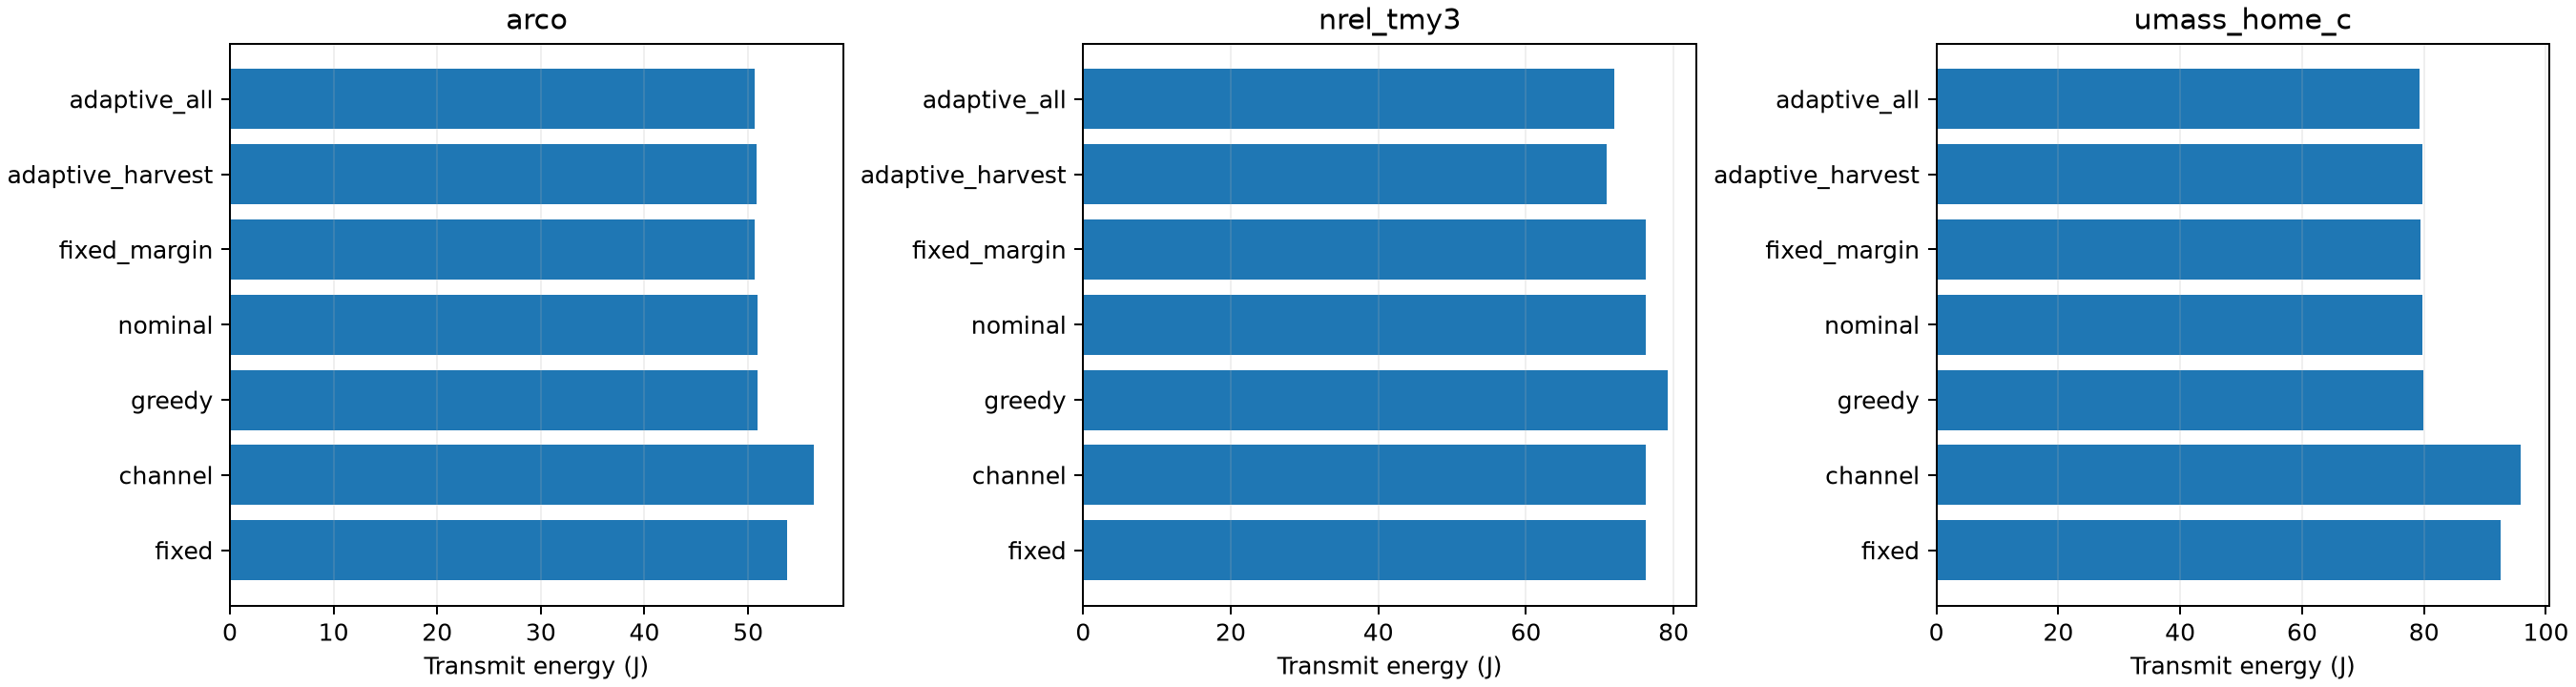 arco
adaptive_all
adaptive_harvest
fixed_margin
nominal
greedy
channel
fixed
0 10 20 30 40 50
Transmit energy (J)
nrel_tmy3
adaptive_all
adaptive_harvest
fixed_margin
nominal
greedy
channel
fixed
0 20 40 60 80
Transmit energy (J)
umass_home_c
adaptive_all
adaptive_harvest
fixed_margin
nominal
greedy
channel
fixed
0 20 40 60 80 100
Transmit energy (J)